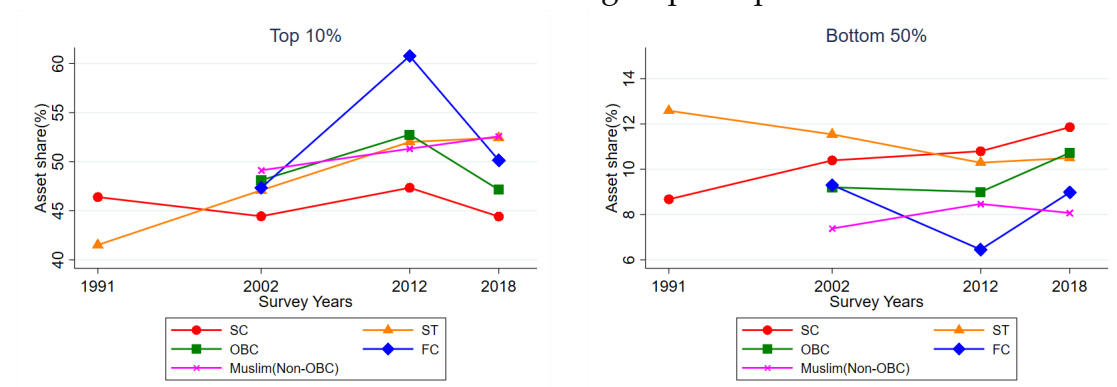 Top 10%
Asset share(%)
60
55
50
45
40
1991 2002 2012 2018
Survey Years
SC ST
OBC FC
Muslim(Non-OBC)
Bottom 50%
Asset share(%)
14
12
10
8
6
1991 2002 2012 2018
Survey Years
SC ST
OBC FC
Muslim(Non-OBC)